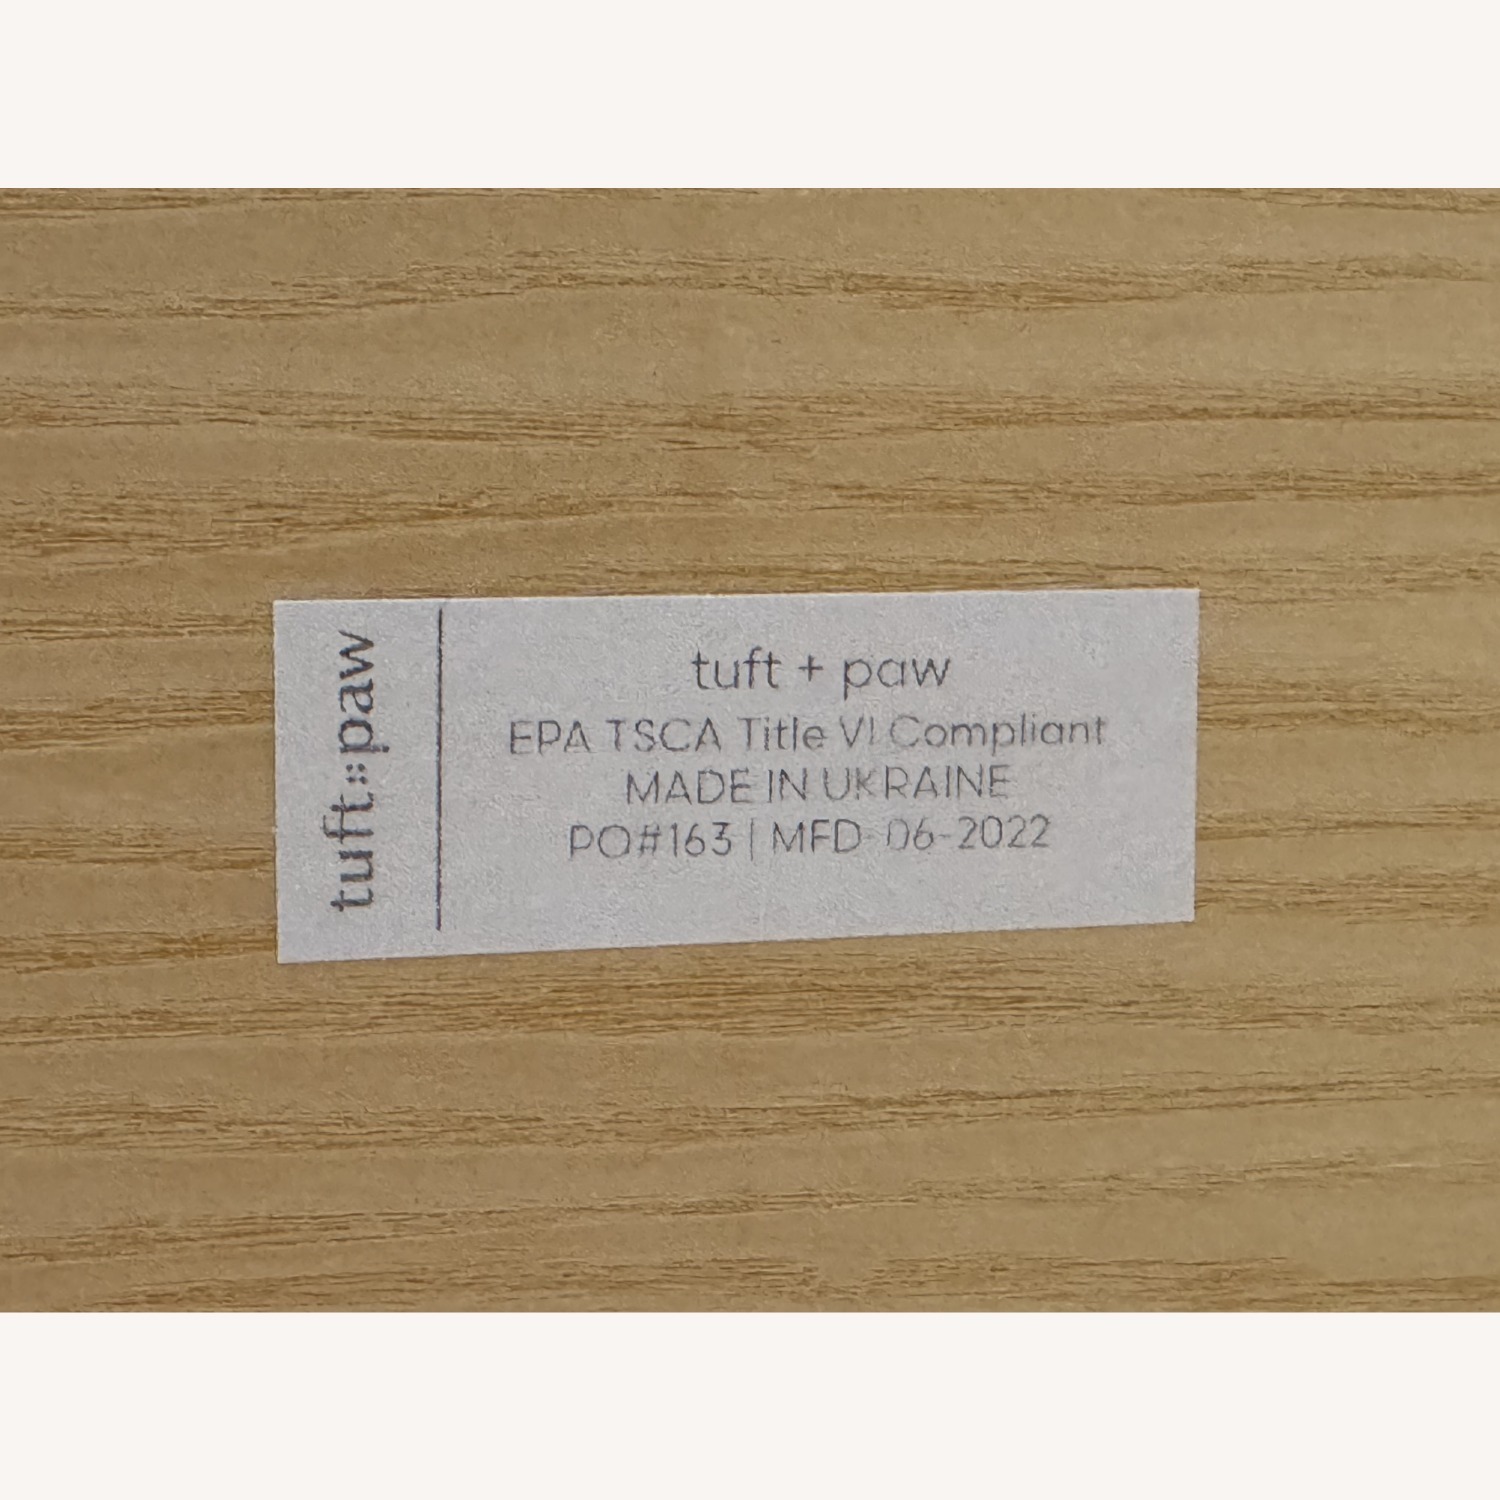 tuft::paw
tuft + paw
EPA TSCA Title VI Compliant
MADE IN UKRAINE
PO#163 | MFD-06-2022